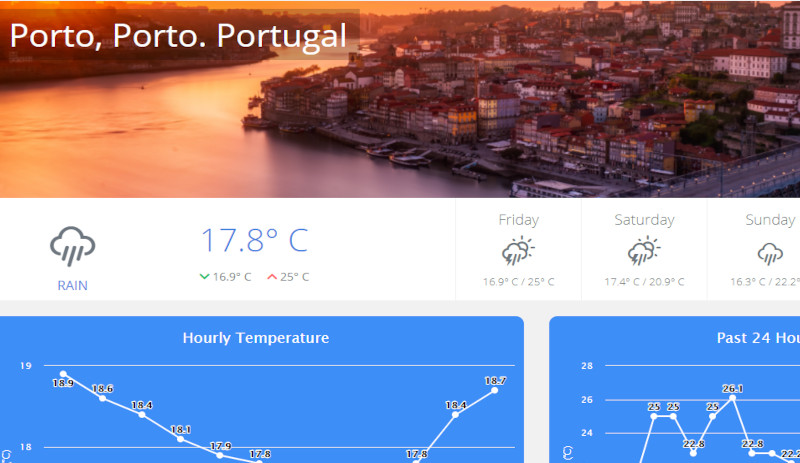 Porto, Porto. Portugal
RAIN
17.8° C
16.9° C 25° C
Friday
16.9° C / 25° C
Saturday
17.4° C / 20.9° C
Sunday
16.3° C / 22.2°
Hourly Temperature
19
18
18.9
18.6
18.4
18.1
17.9
17.8
17.8
18.4
18.7
Past 24 Hou
28
26
24
25
25
22.8
25
26.1
22.8
22.2